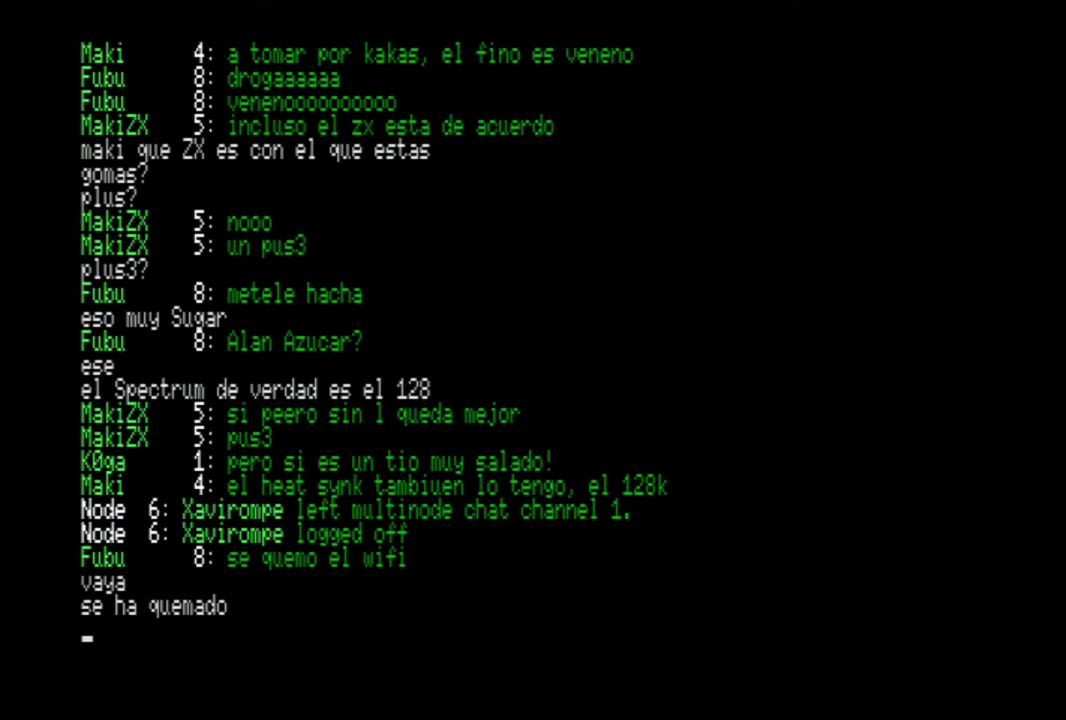 Maki 4: a tomar por kakas, el fino es veneno
Fubu 8: drogaaaaaa
Fubu 8: venenoooooooooo
MakiZX 5: incluso el zx esta de acuerdo
maki que ZX es con el que estas
gomas?
plus?
MakiZX 5: nooo
MakiZX 5: un pus3
plus3?
Fubu 8: metele hacha
eso muy Sugar
Fubu 8: Alan Azucar?
ese
el Spectrum de verdad es el 128
MakiZX 5: si peero sin l queda mejor
MakiZX 5: pus3
K0ga 1: pero si es un tio muy salado!
Maki 4: el heat synk tambiuen lo tengo, el 128k
Node 6: Xavirompe left multinode chat channel 1.
Node 6: Xavirompe logged off
Fubu 8: se quemo el wifi
vaya
se ha quemado